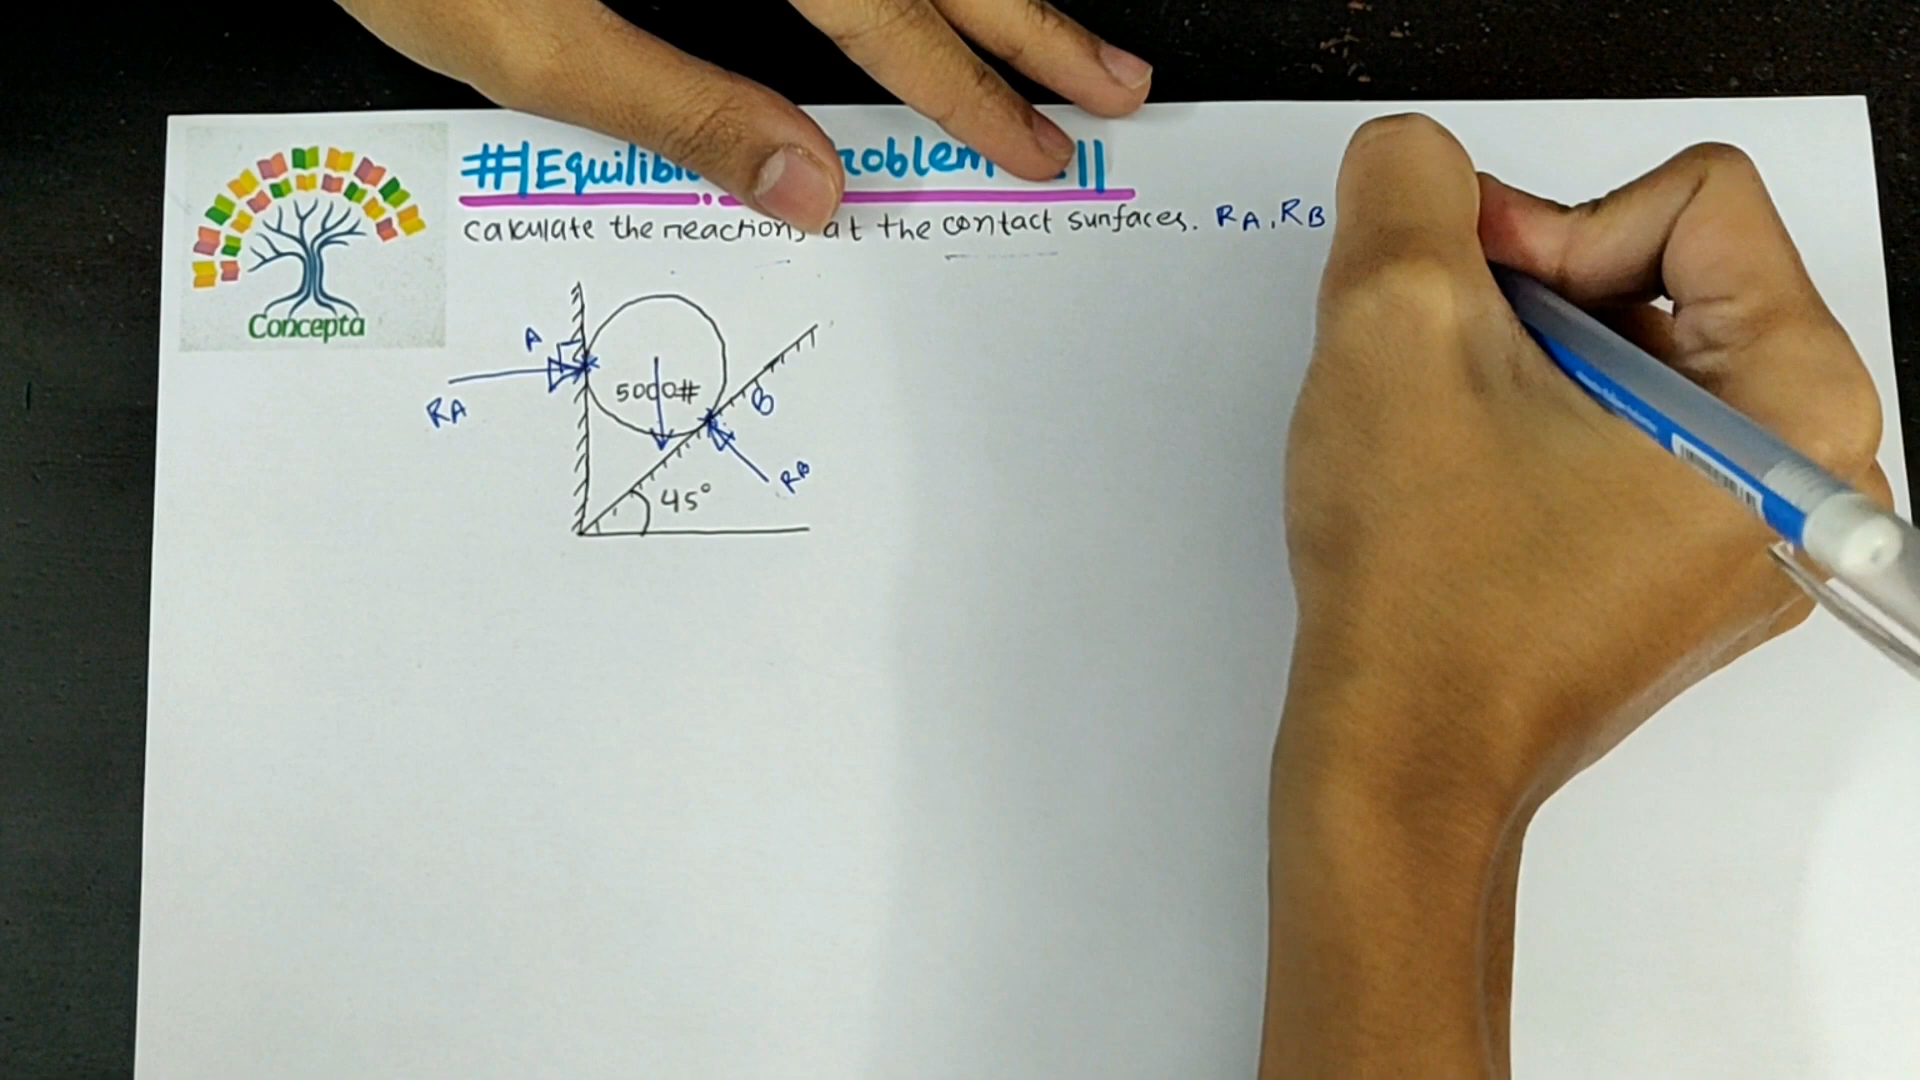 #|Equilib roblem ||
calculate the reactions at the contact surfaces. RA, RB
Concepta
A
5000#
RA
B
RB
45°